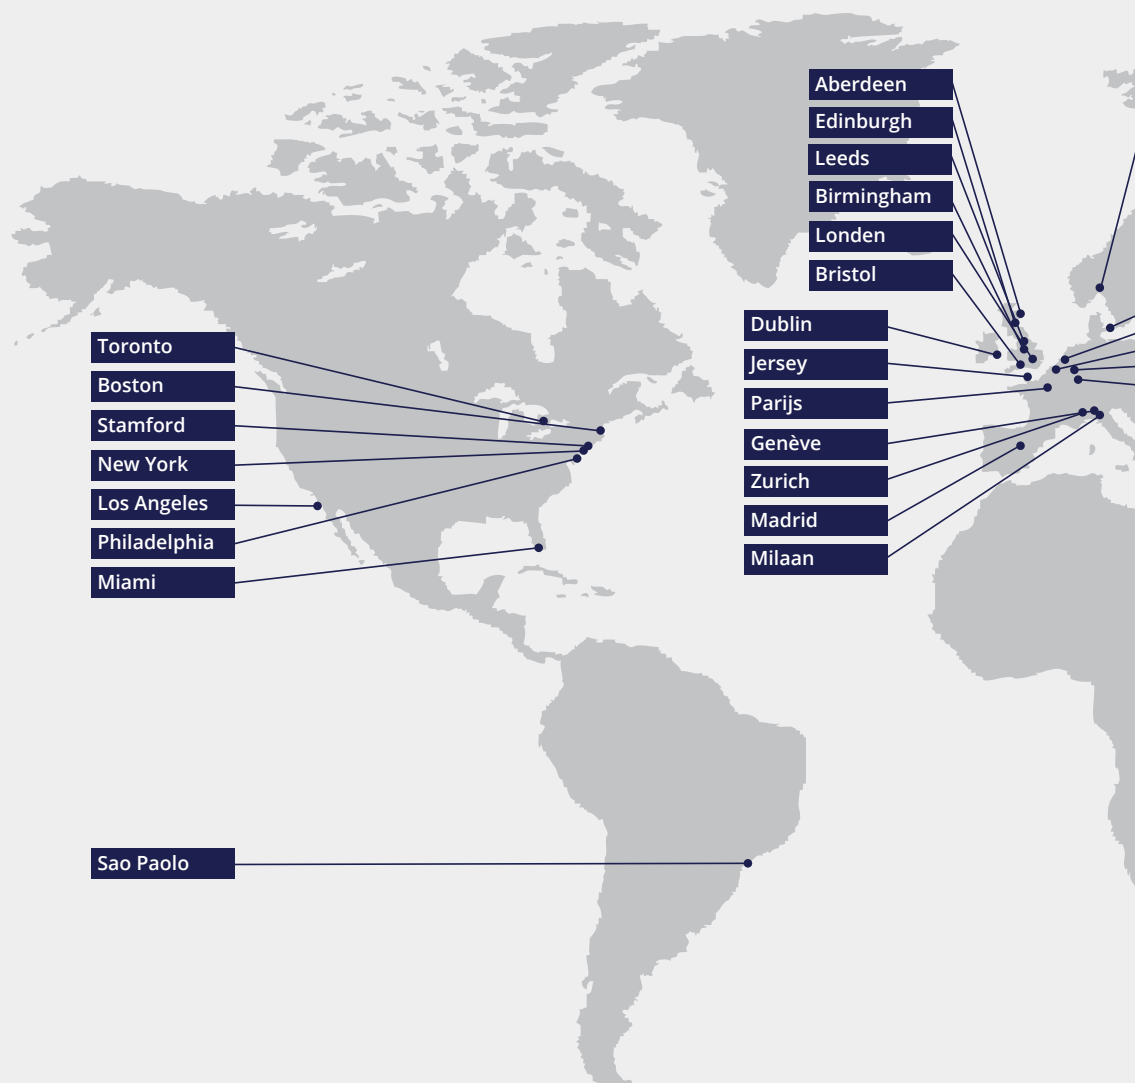 Aberdeen
Edinburgh
Leeds
Birmingham
Londen
Bristol
Dublin
Jersey
Parijs
Genève
Zurich
Madrid
Milaan
Toronto
Boston
Stamford
New York
Los Angeles
Philadelphia
Miami
Sao Paolo